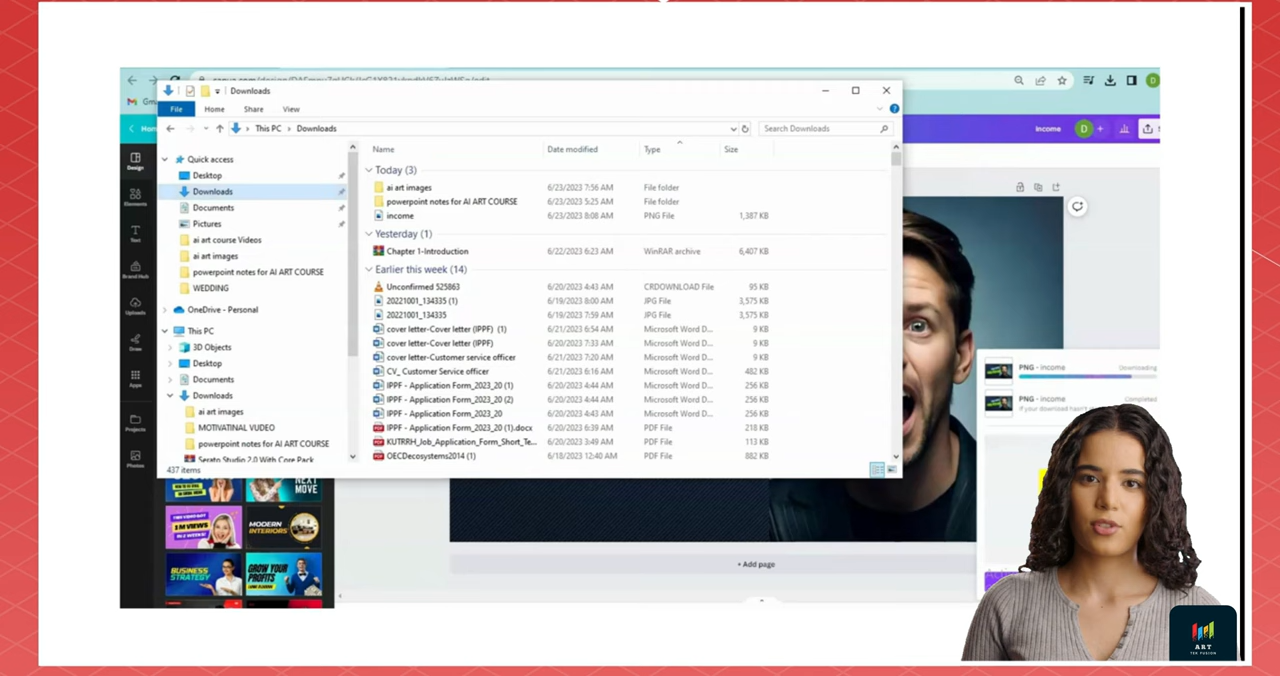 Downloads
File
Home
Share
View
This PC
Downloads
Search Downloads
Gm
Hom
Income
D
D
Design
Elements
Text
Brand Hub
Uploads
Draw
Apps
Projects
Photos
Quick access
Desktop
Downloads
Documents
Pictures
ai art course Videos
ai art images
powerpoint notes for AI ART COURSE
WEDDING
OneDrive - Personal
This PC
3D Objects
Desktop
Documents
Downloads
ai art images
MOTIVATINAL VUDEO
powerpoint notes for AI ART COURSE
Serato Studio 2.0 With Core Pack
437 items
Name Date modified Type Size
Today (3)
ai art images 6/23/2023 7:56 AM File folder
powerpoint notes for AI ART COURSE 6/23/2023 5:25 AM File folder
income 6/23/2023 8:08 AM PNG File 1,387 KB
Yesterday (1)
Chapter 1-Introduction 6/22/2023 6:23 AM WinRAR archive 6,407 KB
Earlier this week (14)
Unconfirmed 525863 6/20/2023 4:43 AM CRDOWNLOAD File 95 KB
20221001_134335 (1) 6/19/2023 8:00 AM JPG File 3,575 KB
20221001_134335 6/19/2023 7:59 AM JPG File 3,575 KB
cover letter-Cover letter (IPPF) (1) 6/21/2023 6:54 AM Microsoft Word D... 9 KB
cover letter-Cover letter (IPPF) 6/20/2023 7:33 AM Microsoft Word D... 9 KB
cover letter-Customer service officer 6/21/2023 7:20 AM Microsoft Word D... 9 KB
CV_ Customer Service officer 6/21/2023 6:16 AM Microsoft Word D... 482 KB
IPPF - Application Form_2023_20 (1) 6/20/2023 4:44 AM Microsoft Word D... 256 KB
IPPF - Application Form_2023_20 (2) 6/20/2023 4:44 AM Microsoft Word D... 256 KB
IPPF - Application Form_2023_20 6/20/2023 4:43 AM Microsoft Word D... 256 KB
IPPF - Application Form_2023_20 (1).docx 6/20/2023 6:39 AM PDF File 218 KB
KUTRRH_Job_Application_Form_Short_Te... 6/20/2023 3:49 AM PDF File 113 KB
OECDecosystems2014 (1) 6/18/2023 12:40 AM PDF File 882 KB
PNG - income Downloading
PNG - income Completed
If your download hasn't
NEXT
MOVE
1M VIEWS
MODERN
INTERIORS
BUSINESS
STRATEGY
GROW YOUR
PROFITS
+ Add page
ART
TEK FUSION